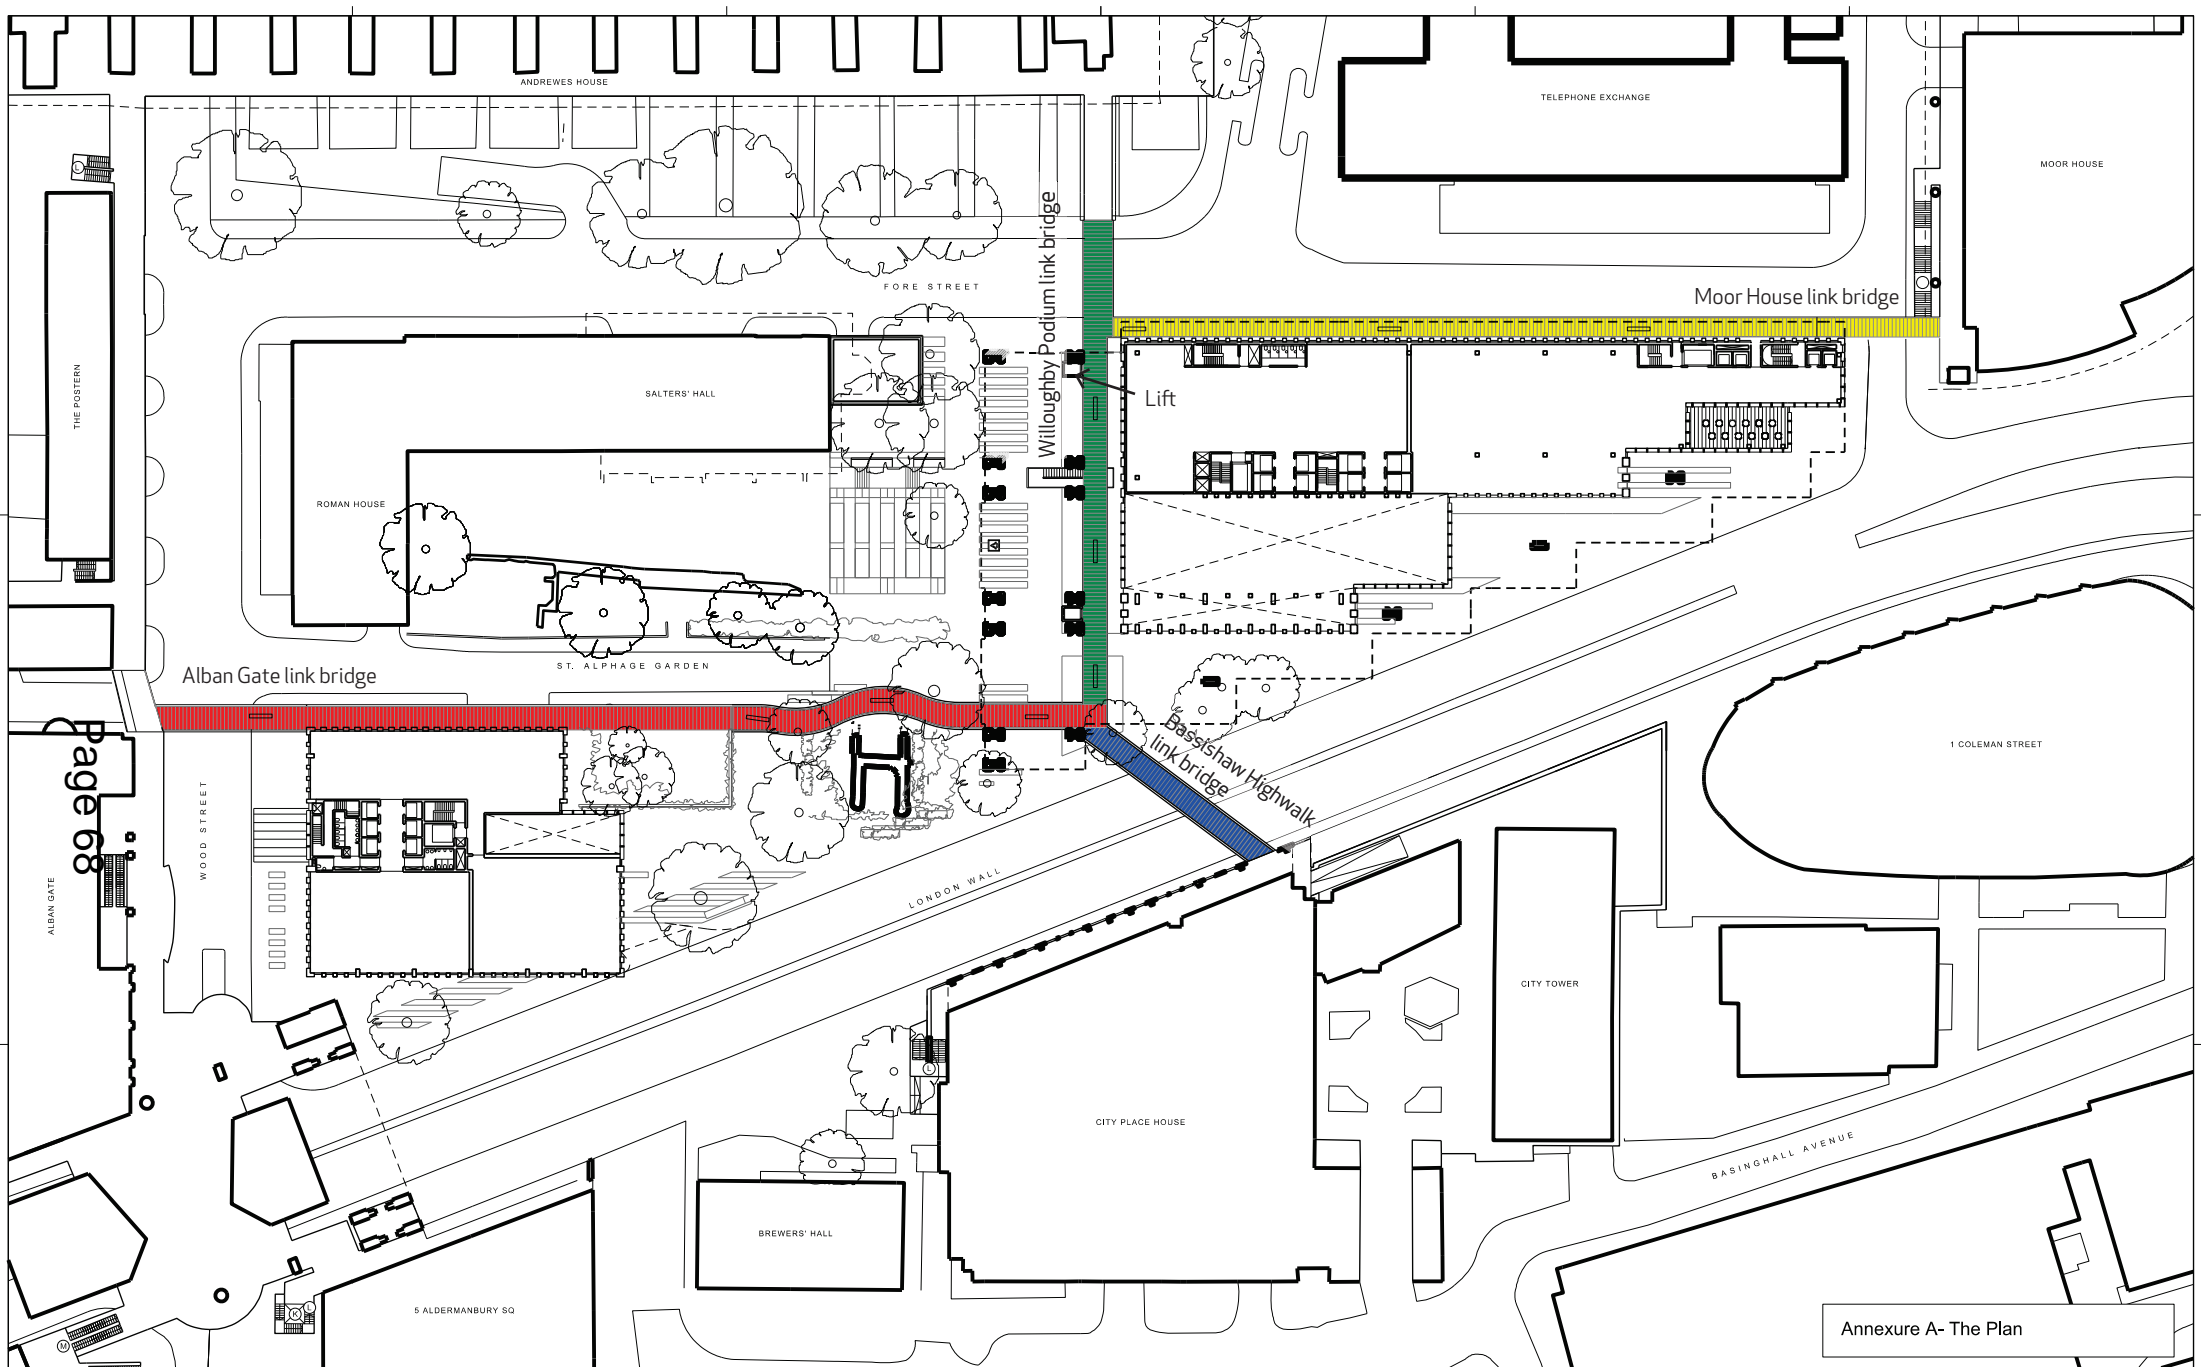 ANDREWES HOUSE
TELEPHONE EXCHANGE
MOOR HOUSE
L
Willoughby Podium link bridge
FORE STREET
Moor House link bridge
THE POSTERN
SALTERS' HALL
Lift
ROMAN HOUSE
ST. ALPHAGE GARDEN
Alban Gate link bridge
Page 68
Bassishaw Highwalk
link bridge
1 COLEMAN STREET
WOOD STREET
ALBAN GATE
LONDON WALL
CITY TOWER
L
CITY PLACE HOUSE
BASINGHALL AVENUE
BREWERS' HALL
5 ALDERMANBURY SQ
L
K
M
Annexure A- The Plan